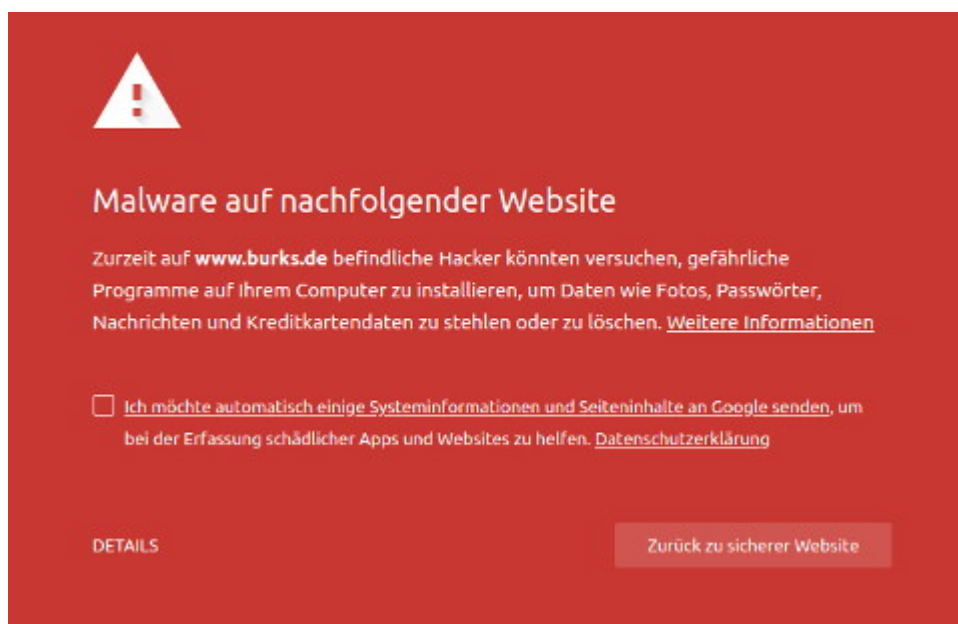 Malware auf nachfolgender Website
Zurzeit auf www.burks.de befindliche Hacker könnten versuchen, gefährliche
Programme auf Ihrem Computer zu installieren, um Daten wie Fotos, Passwörter,
Nachrichten und Kreditkartendaten zu stehlen oder zu löschen. Weitere Informationen
Ich möchte automatisch einige Systeminformationen und Seiteninhalte an Google senden, um
bei der Erfassung schädlicher Apps und Websites zu helfen. Datenschutzerklärung
DETAILS
Zurück zu sicherer Website